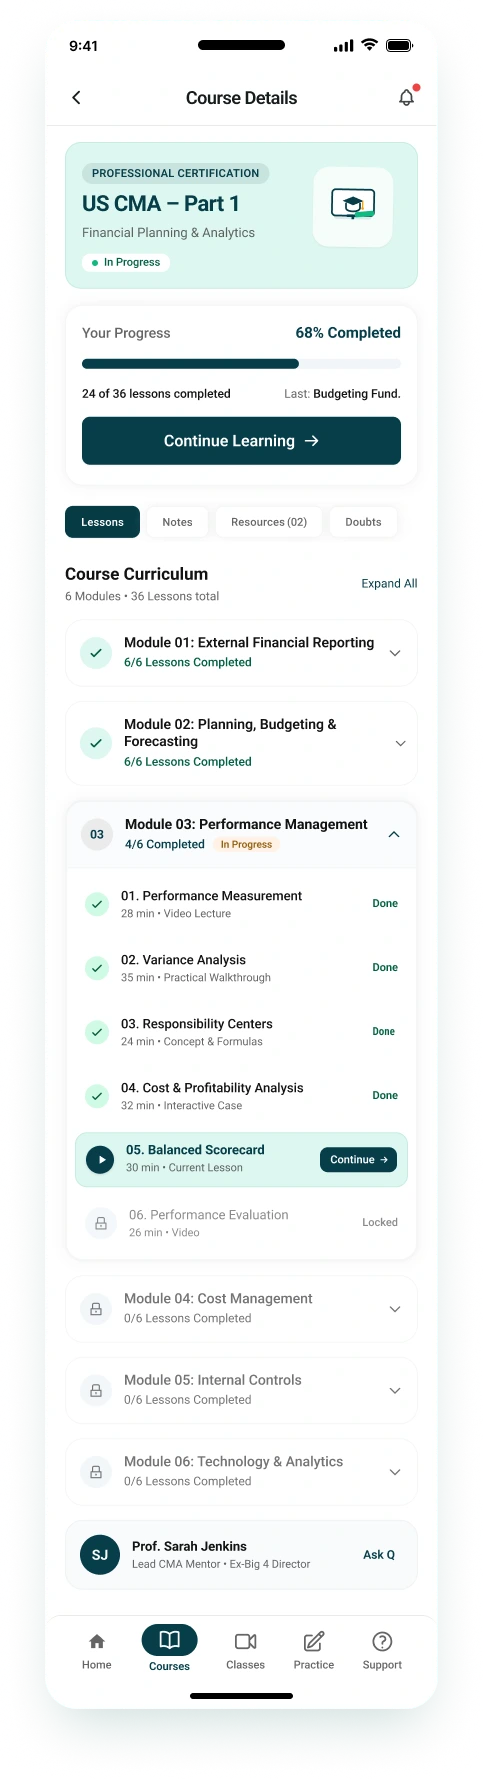 9:41
Course Details
PROFESSIONAL CERTIFICATION
US CMA – Part 1
Financial Planning & Analytics
In Progress
Your Progress
68% Completed
24 of 36 lessons completed
Last: Budgeting Fund.
Continue Learning →
Lessons
Notes
Resources (02)
Doubts
Course Curriculum
6 Modules • 36 Lessons total
Expand All
Module 01: External Financial Reporting
6/6 Lessons Completed
Module 02: Planning, Budgeting &
Forecasting
6/6 Lessons Completed
03
Module 03: Performance Management
4/6 Completed
In Progress
01. Performance Measurement
28 min • Video Lecture
Done
02. Variance Analysis
35 min • Practical Walkthrough
Done
03. Responsibility Centers
24 min • Concept & Formulas
Done
04. Cost & Profitability Analysis
32 min • Interactive Case
Done
05. Balanced Scorecard
30 min • Current Lesson
Continue →
06. Performance Evaluation
26 min • Video
Locked
Module 04: Cost Management
0/6 Lessons Completed
Module 05: Internal Controls
0/6 Lessons Completed
Module 06: Technology & Analytics
0/6 Lessons Completed
SJ
Prof. Sarah Jenkins
Lead CMA Mentor • Ex-Big 4 Director
Ask Q
Home
Courses
Classes
Practice
Support